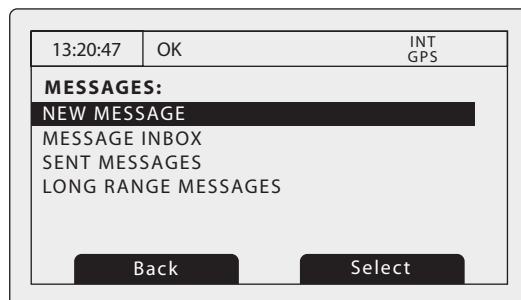 13:20:47 OK INT
GPS
MESSAGES:
NEW MESSAGE
MESSAGE INBOX
SENT MESSAGES
LONG RANGE MESSAGES
Back Select